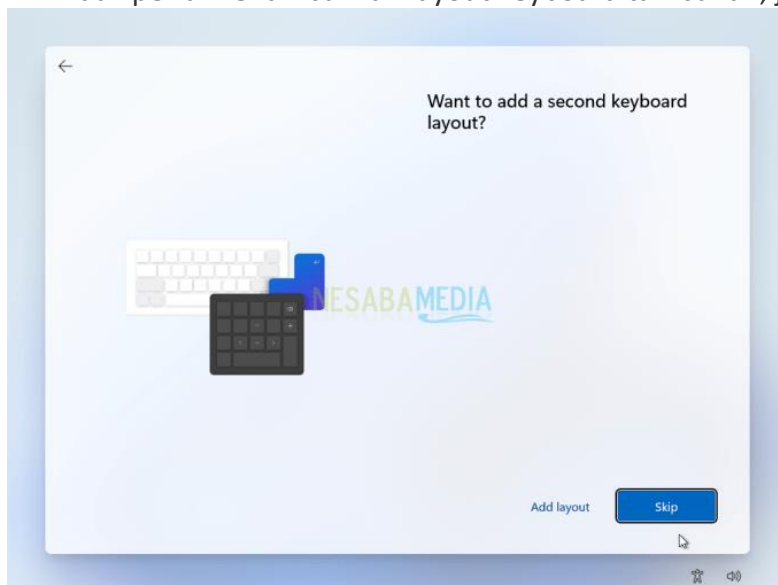 Want to add a second keyboard
layout?
NESABAMEDIA
Add layout
Skip